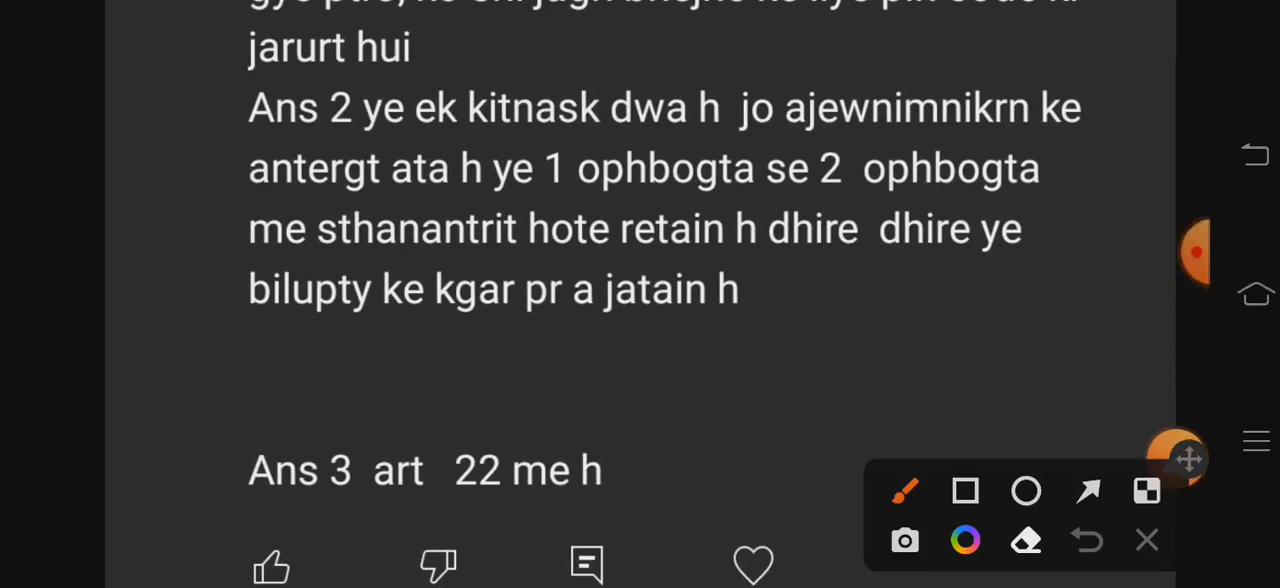 jarurt hui
Ans 2 ye ek kitnask dwa h jo ajewnimnikrn ke
antergt ata h ye 1 ophbogta se 2 ophbogta
me sthanantrit hote retain h dhire dhire ye
bilupty ke kgar pr a jatain h
Ans 3 art 22 me h